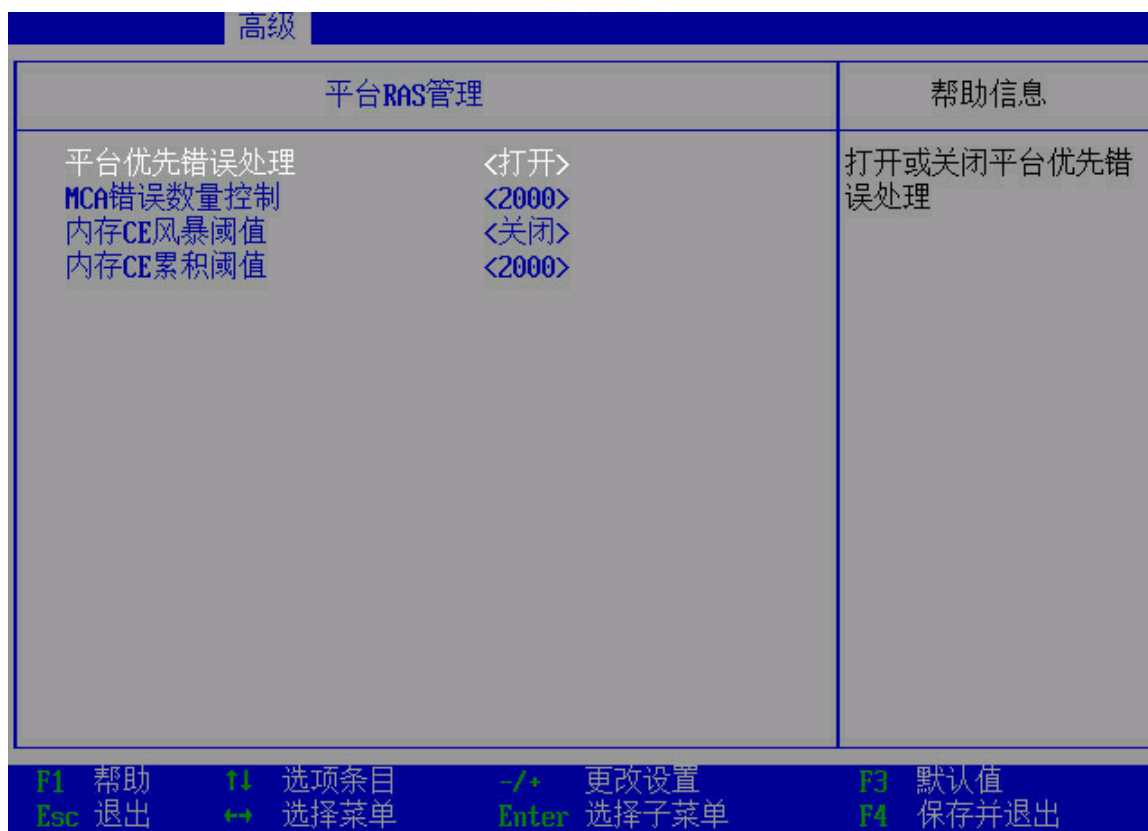 高级
平台RAS管理
帮助信息
平台优先错误处理 <打开>
MCA错误数量控制 <2000>
内存CE风暴阈值 <关闭>
内存CE累积阈值 <2000>
打开或关闭平台优先错
误处理
F1 帮助 ↑↓ 选项条目 -/+ 更改设置 F3 默认值
Esc 退出 ←→ 选择菜单 Enter 选择子菜单 F4 保存并退出